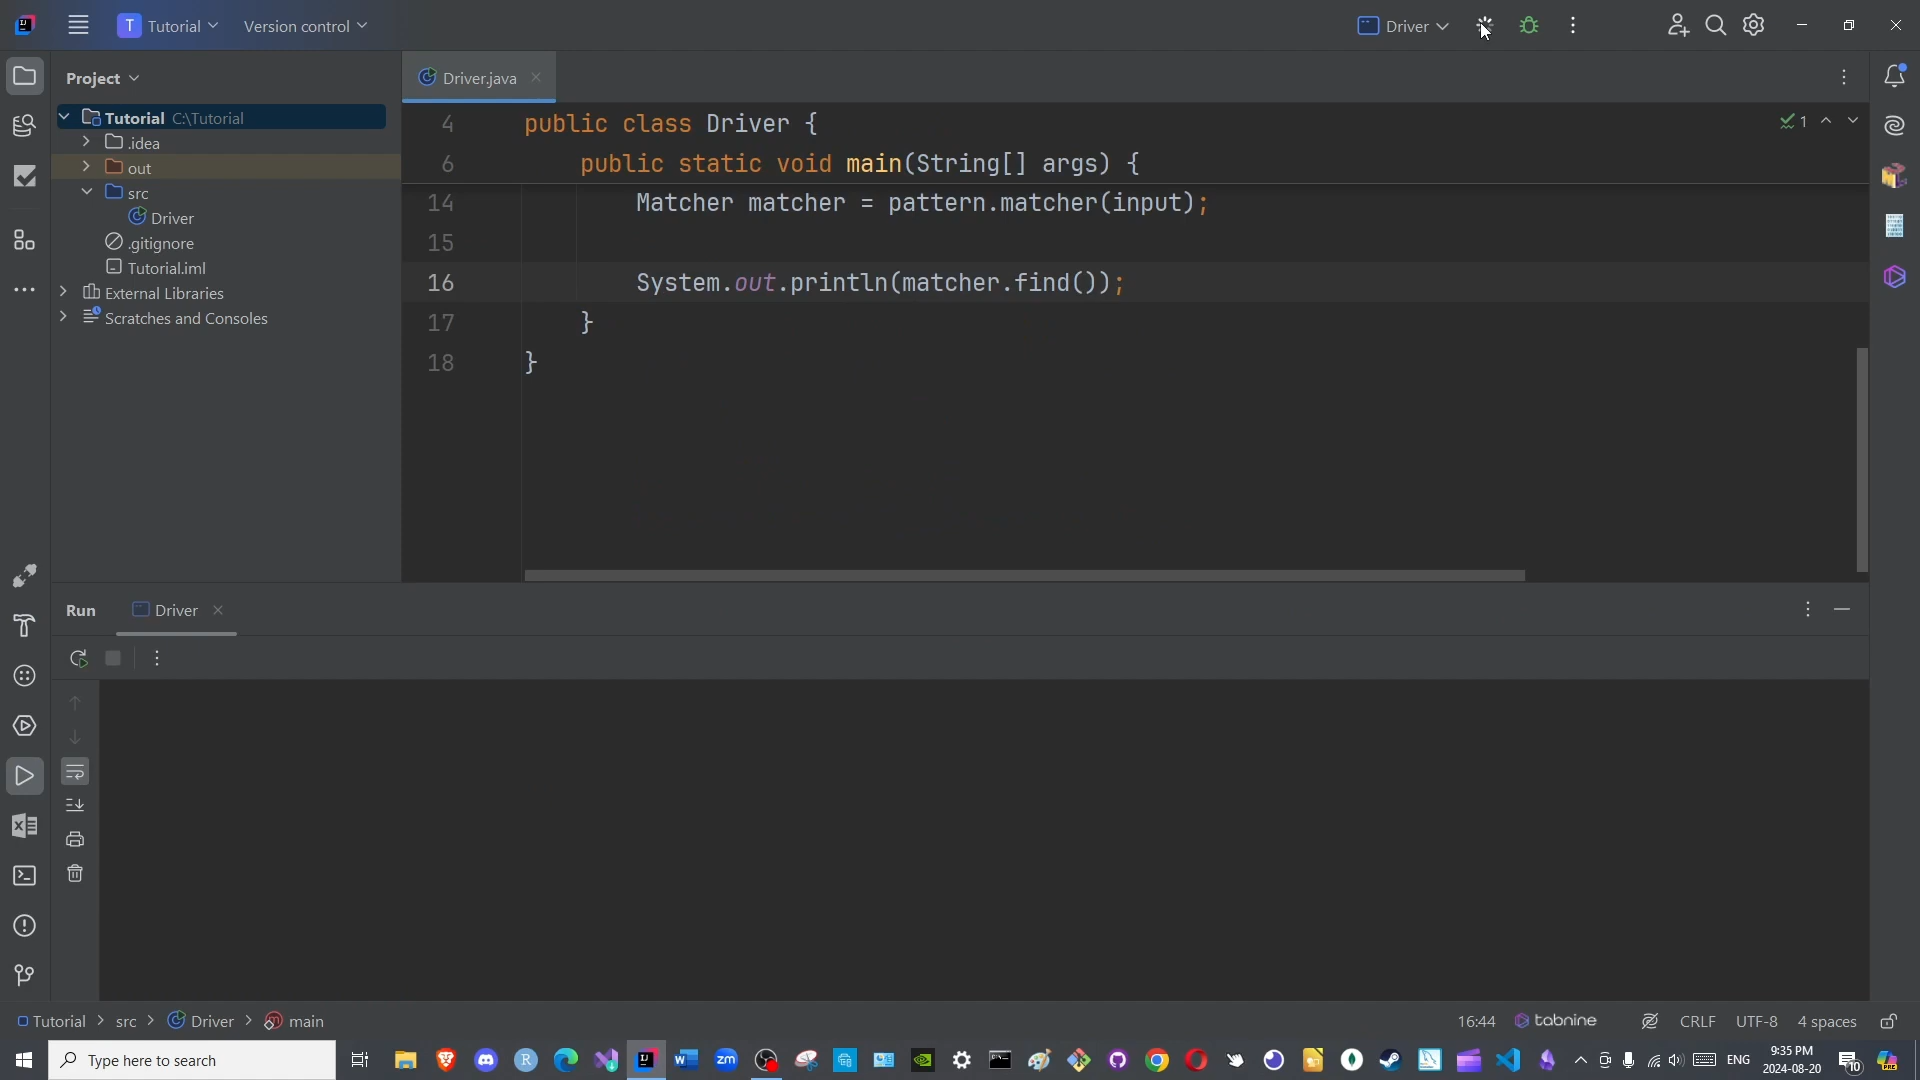 Tutorial
Version control
Driver
Project
Driver.java
Tutorial C:\Tutorial
.idea
out
src
Driver
.gitignore
Tutorial.iml
External Libraries
Scratches and Consoles
4 public class Driver {
1
6 public static void main(String[] args) {
14 Matcher matcher = pattern.matcher(input);
15
16 System.out.println(matcher.find());
17 }
18 }
Run
Driver
Tutorial > src > Driver > main
16:44
tabnine
CRLF
UTF-8
4 spaces
Type here to search
ENG
9:35 PM
2024-08-20
10